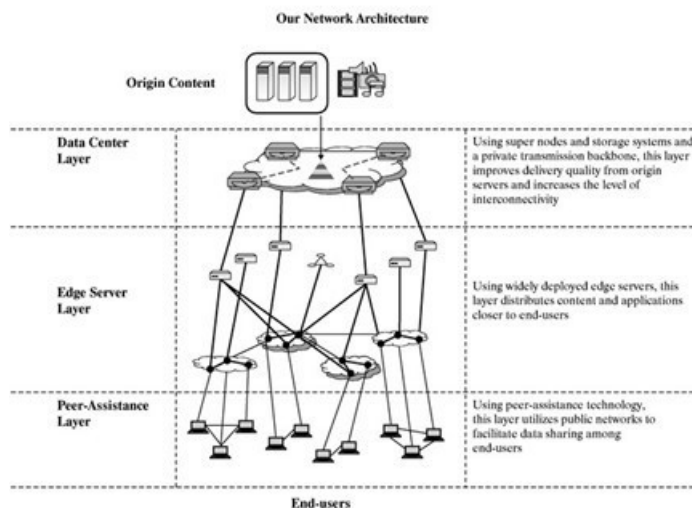 Our Network Architecture
Origin Content
Data Center
Layer
Using super nodes and storage systems and
a private transmission backbone, this layer
improves delivery quality from origin
servers and increases the level of
interconnectivity
Edge Server
Layer
Using widely deployed edge servers, this
layer distributes content and applications
closer to end-users
Peer-Assistance
Layer
Using peer-assistance technology,
this layer utilizes public networks to
facilitate data sharing among
end-users
End-users